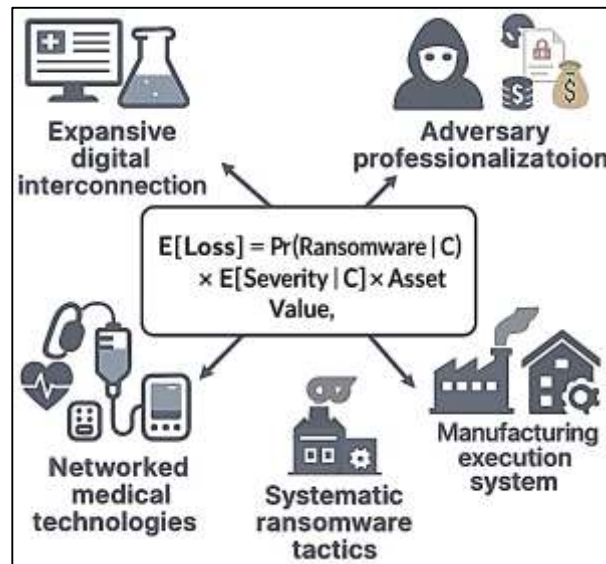 Expansive
digital
interconnection
Adversary
professionalizatoion
E[Loss] = Pr(Ransomware | C)
× E[Severity | C] × Asset
Value,
Networked
medical
technologies
Systematic
ransomware
tactics
Manufacturing
execution
system